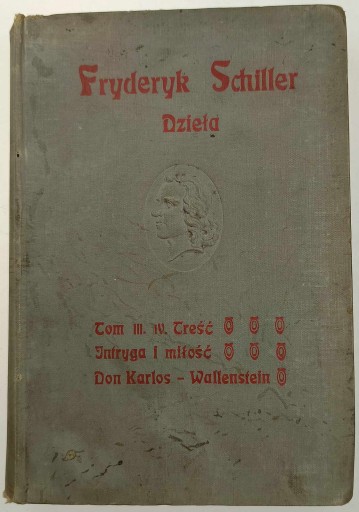 Fryderyk Schiller
Dzieła
Tom III. IV. Treść
Intryga i miłość
Don Karlos - Wallenstein